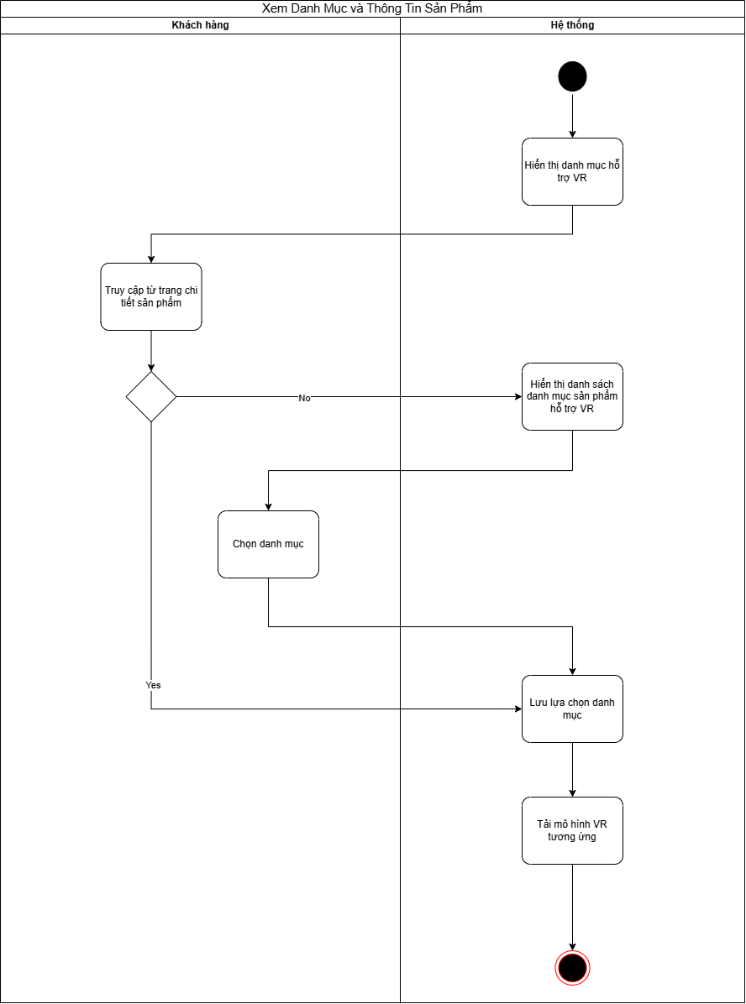 Xem Danh Mục và Thông Tin Sản Phẩm
Khách hàng
Hệ thống
Hiển thị danh mục hỗ
trợ VR
Truy cập từ trang chi
tiết sản phẩm
No
Hiển thị danh sách
danh mục sản phẩm
hỗ trợ VR
Chọn danh mục
Yes
Lưu lựa chọn danh
mục
Tải mô hình VR
tương ứng